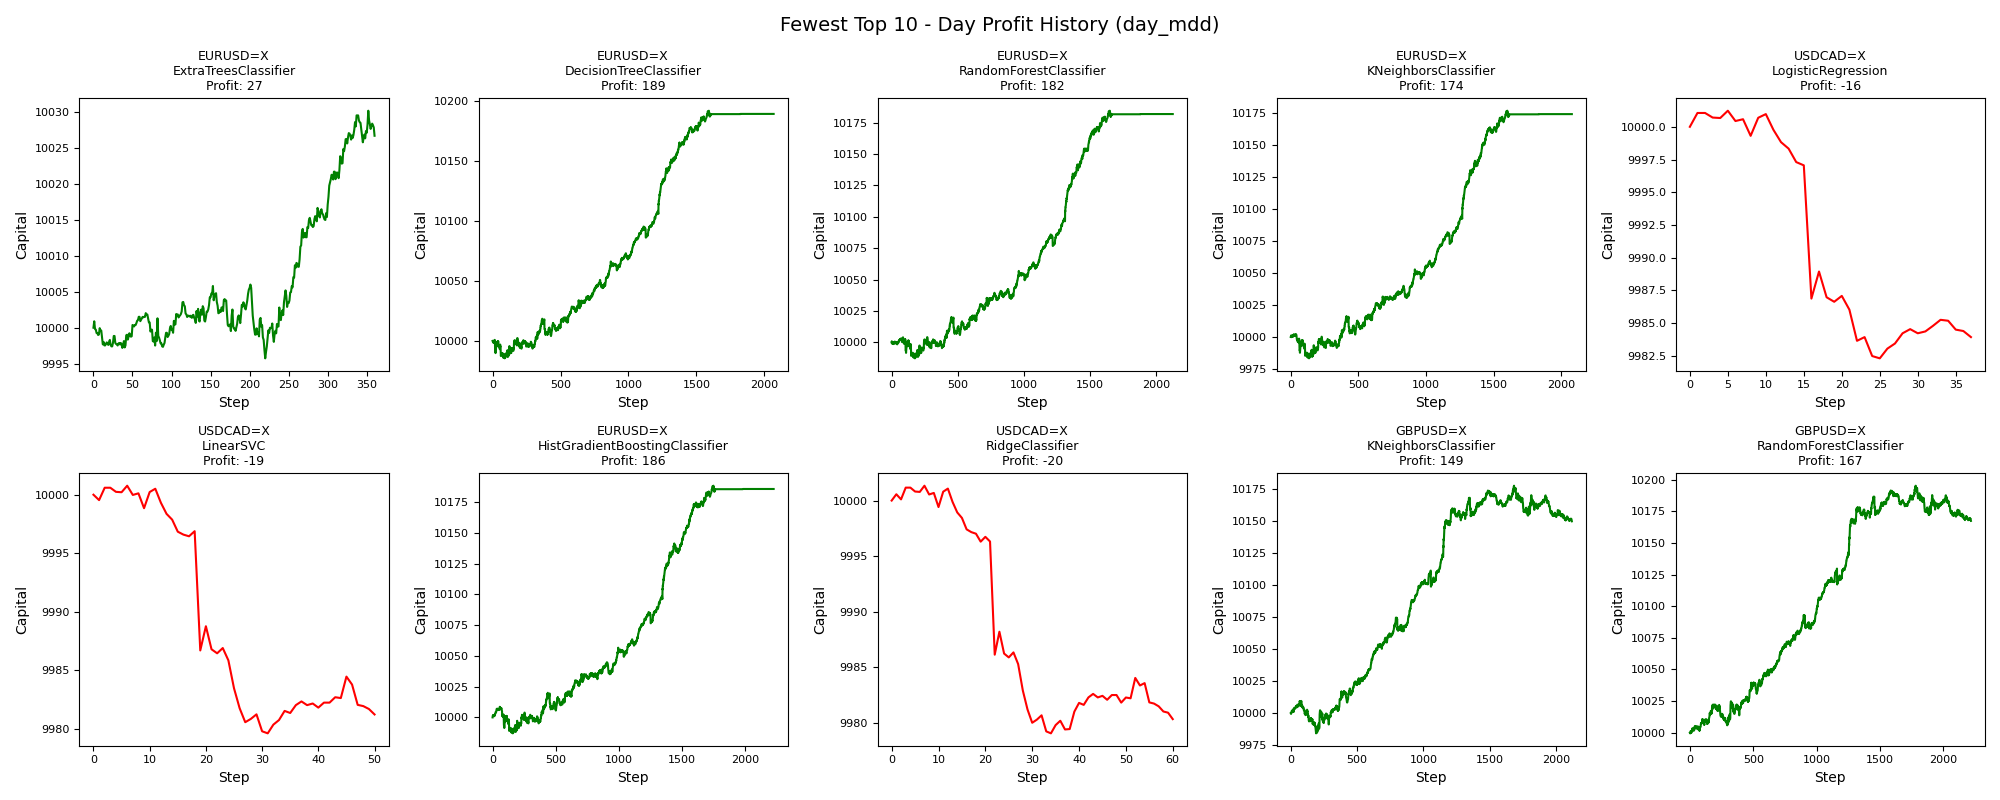 Fewest Top 10 - Day Profit History (day_mdd)
EURUSD=X
ExtraTreesClassifier
Profit: 27
Capital
10030
10025
10020
10015
10010
10005
10000
9995
0 50 100 150 200 250 300 350
Step
EURUSD=X
DecisionTreeClassifier
Profit: 189
Capital
10200
10150
10100
10050
10000
0 500 1000 1500 2000
Step
EURUSD=X
RandomForestClassifier
Profit: 182
Capital
10175
10150
10125
10100
10075
10050
10025
10000
0 500 1000 1500 2000
Step
EURUSD=X
KNeighborsClassifier
Profit: 174
Capital
10175
10150
10125
10100
10075
10050
10025
10000
9975
0 500 1000 1500 2000
Step
USDCAD=X
LogisticRegression
Profit: -16
Capital
10000.0
9997.5
9995.0
9992.5
9990.0
9987.5
9985.0
9982.5
0 5 10 15 20 25 30 35
Step
USDCAD=X
LinearSVC
Profit: -19
Capital
10000
9995
9990
9985
9980
0 10 20 30 40 50
Step
EURUSD=X
HistGradientBoostingClassifier
Profit: 186
Capital
10175
10150
10125
10100
10075
10050
10025
10000
0 500 1000 1500 2000
Step
USDCAD=X
RidgeClassifier
Profit: -20
Capital
10000
9995
9990
9985
9980
0 10 20 30 40 50 60
Step
GBPUSD=X
KNeighborsClassifier
Profit: 149
Capital
10175
10150
10125
10100
10075
10050
10025
10000
9975
0 500 1000 1500 2000
Step
GBPUSD=X
RandomForestClassifier
Profit: 167
Capital
10200
10175
10150
10125
10100
10075
10050
10025
10000
0 500 1000 1500 2000
Step